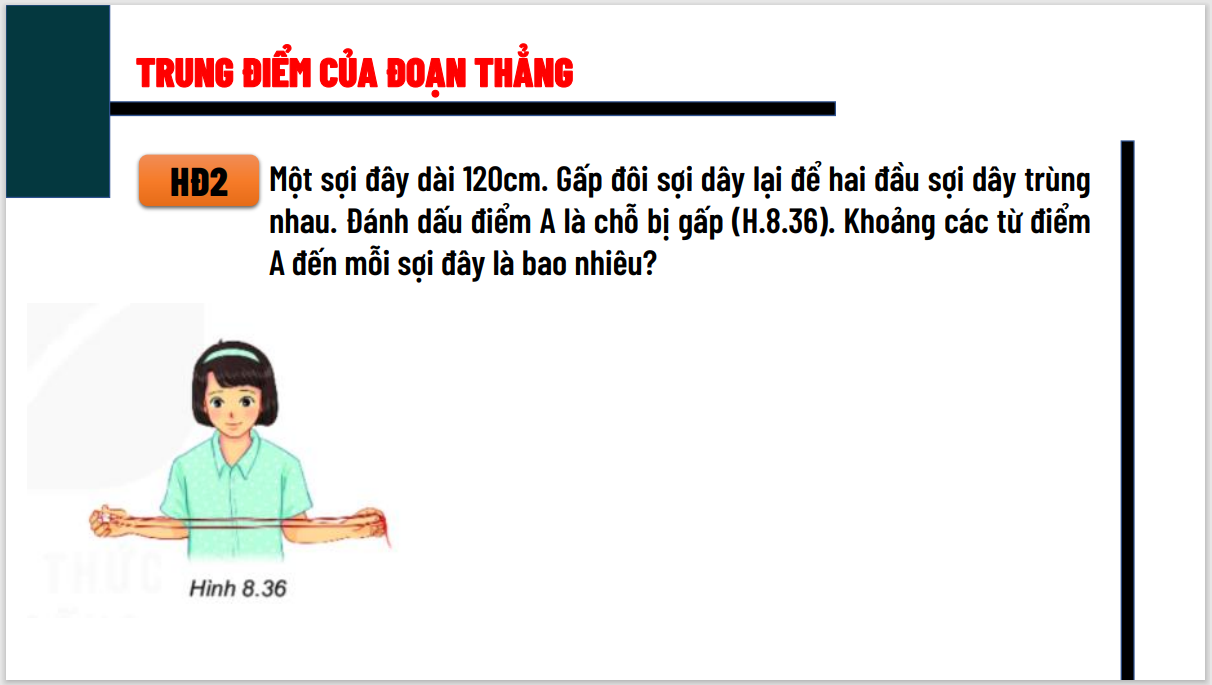 TRUNG ĐIỂM CỦA ĐOẠN THẲNG
HĐ2
Một sợi đây dài 120cm. Gấp đôi sợi dây lại để hai đầu sợi dây trùng
nhau. Đánh dấu điểm A là chỗ bị gấp (H.8.36). Khoảng các từ điểm
A đến mỗi sợi đây là bao nhiêu?
THỨC
Hình 8.36